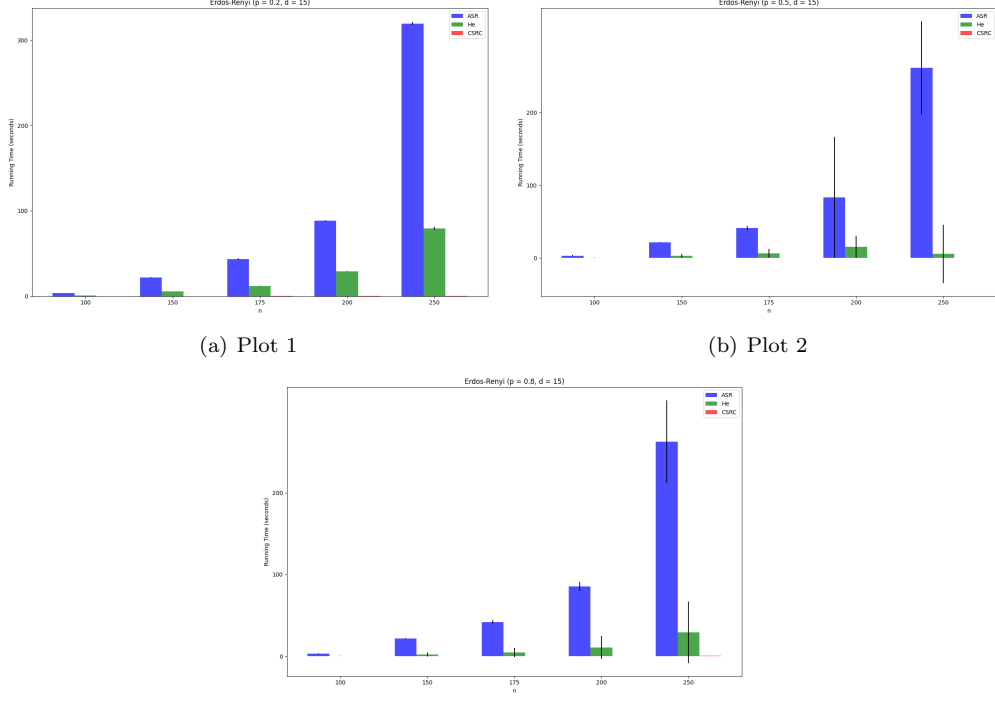 Erdos-Renyi (p = 0.2, d = 15)
ASR
He
CSRC
300
200
100
0
Running Time (seconds)
100 150 175 200 250
n
(a) Plot 1
Erdos-Renyi (p = 0.5, d = 15)
ASR
He
CSRC
200
100
0
Running Time (seconds)
100 150 175 200 250
n
(b) Plot 2
Erdos-Renyi (p = 0.8, d = 15)
ASR
He
CSRC
200
100
0
Running Time (seconds)
100 150 175 200 250
n